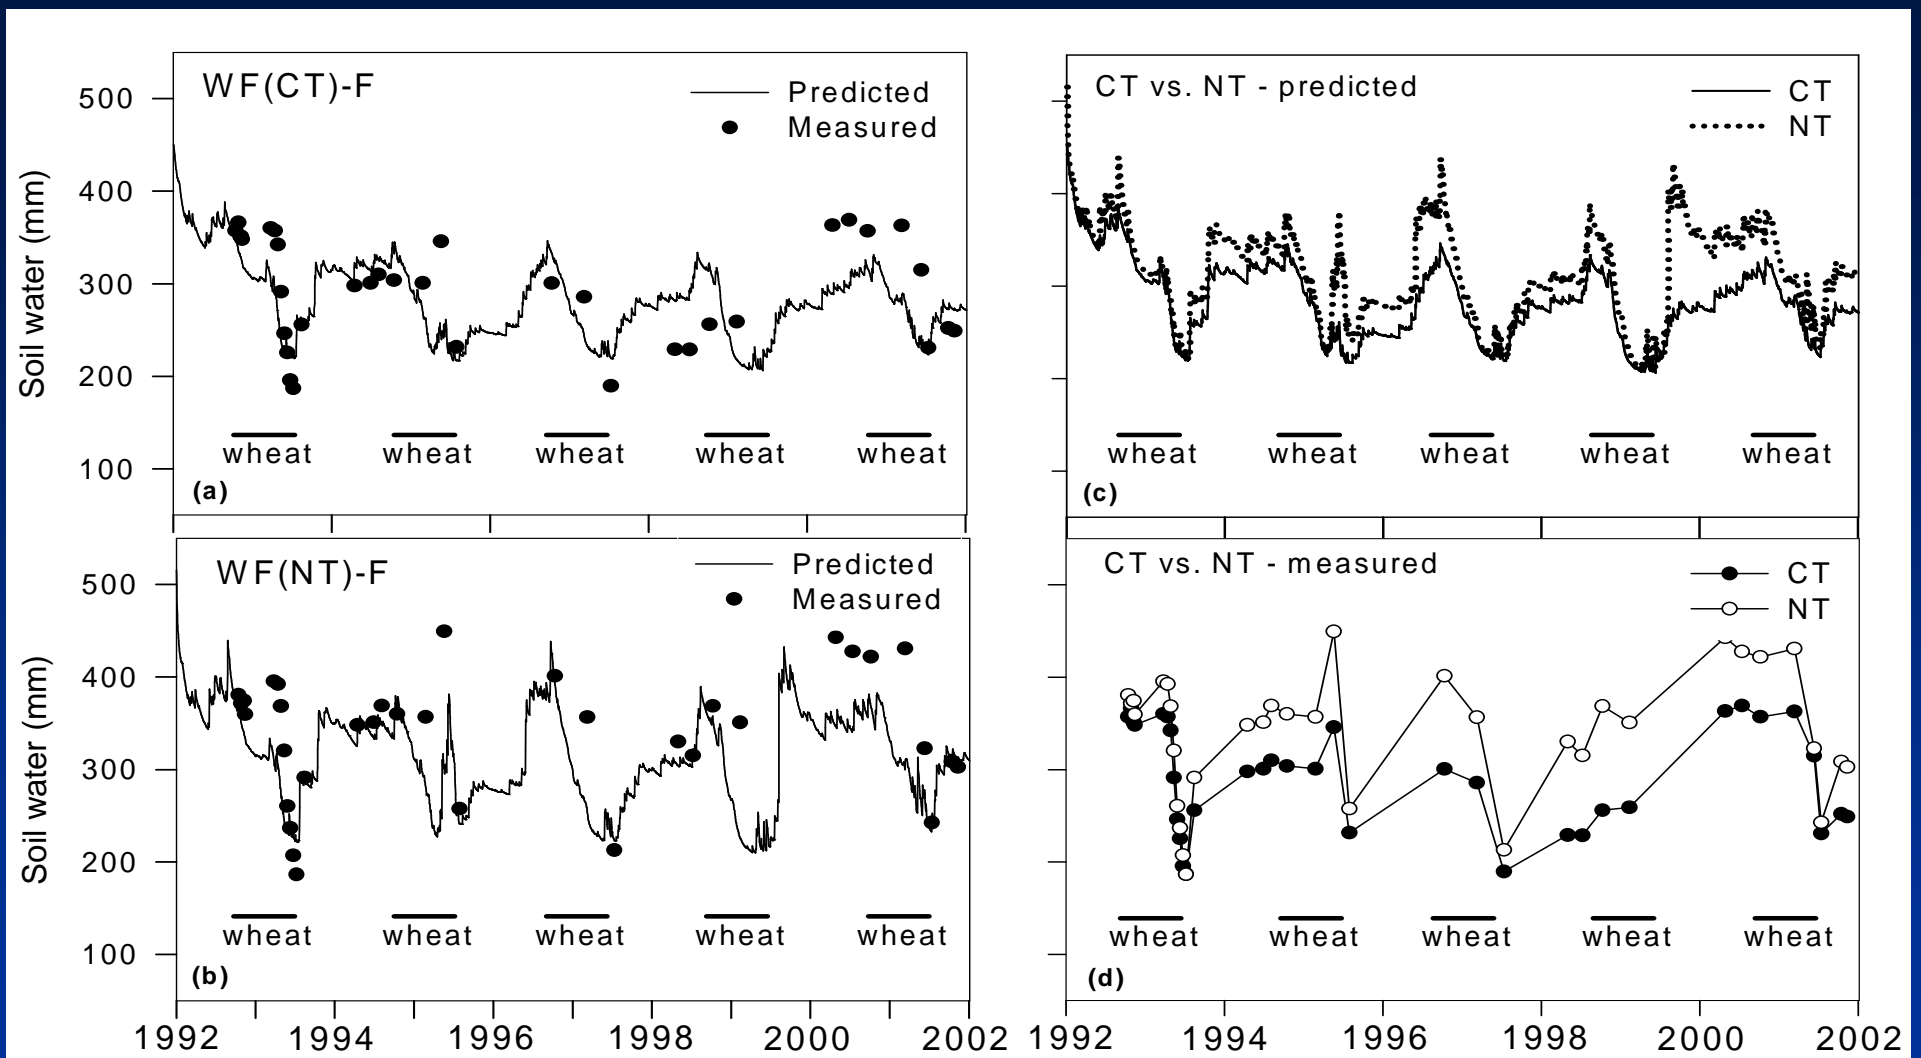 WF(CT)-F
Predicted
Measured
Soil water (mm)
500
400
300
200
100
wheat wheat wheat wheat wheat
(a)
CT vs. NT - predicted
CT
NT
wheat wheat wheat wheat wheat
(c)
WF(NT)-F
Predicted
Measured
Soil water (mm)
500
400
300
200
100
wheat wheat wheat wheat wheat
(b)
1992 1994 1996 1998 2000 2002
CT vs. NT - measured
CT
NT
wheat wheat wheat wheat wheat
(d)
1992 1994 1996 1998 2000 2002